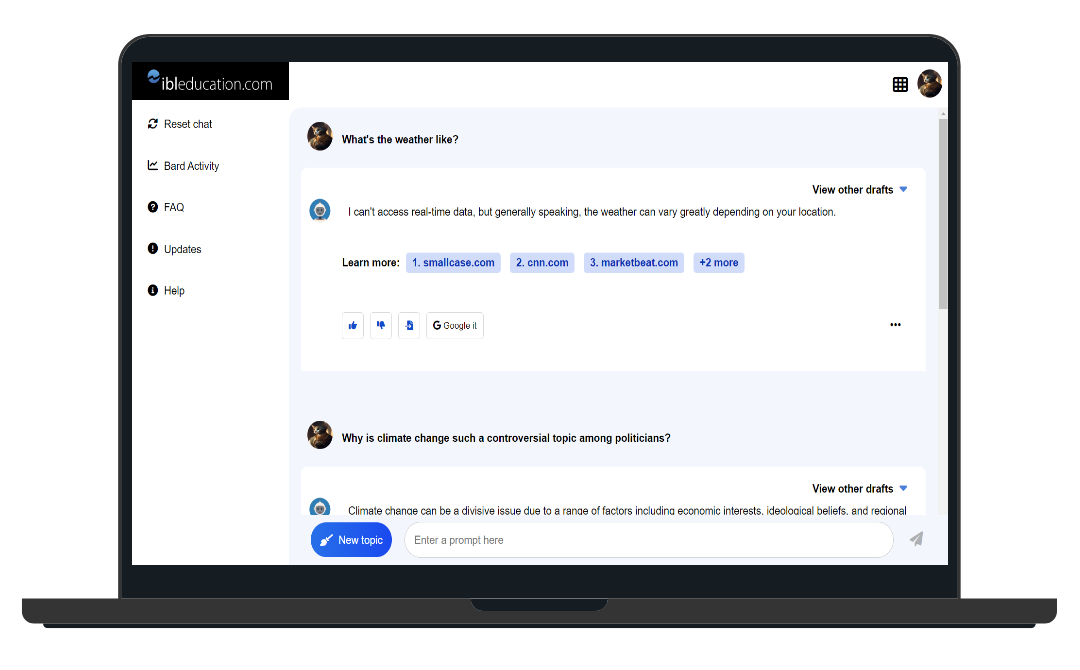 ibleducation.com
Reset chat
Bard Activity
FAQ
Updates
Help
What's the weather like?
View other drafts
I can't access real-time data, but generally speaking, the weather can vary greatly depending on your location.
Learn more: 1. smallcase.com 2. cnn.com 3. marketbeat.com +2 more
G Google it
Why is climate change such a controversial topic among politicians?
View other drafts
Climate change can be a divisive issue due to a range of factors including economic interests, ideological beliefs, and regional
New topic
Enter a prompt here